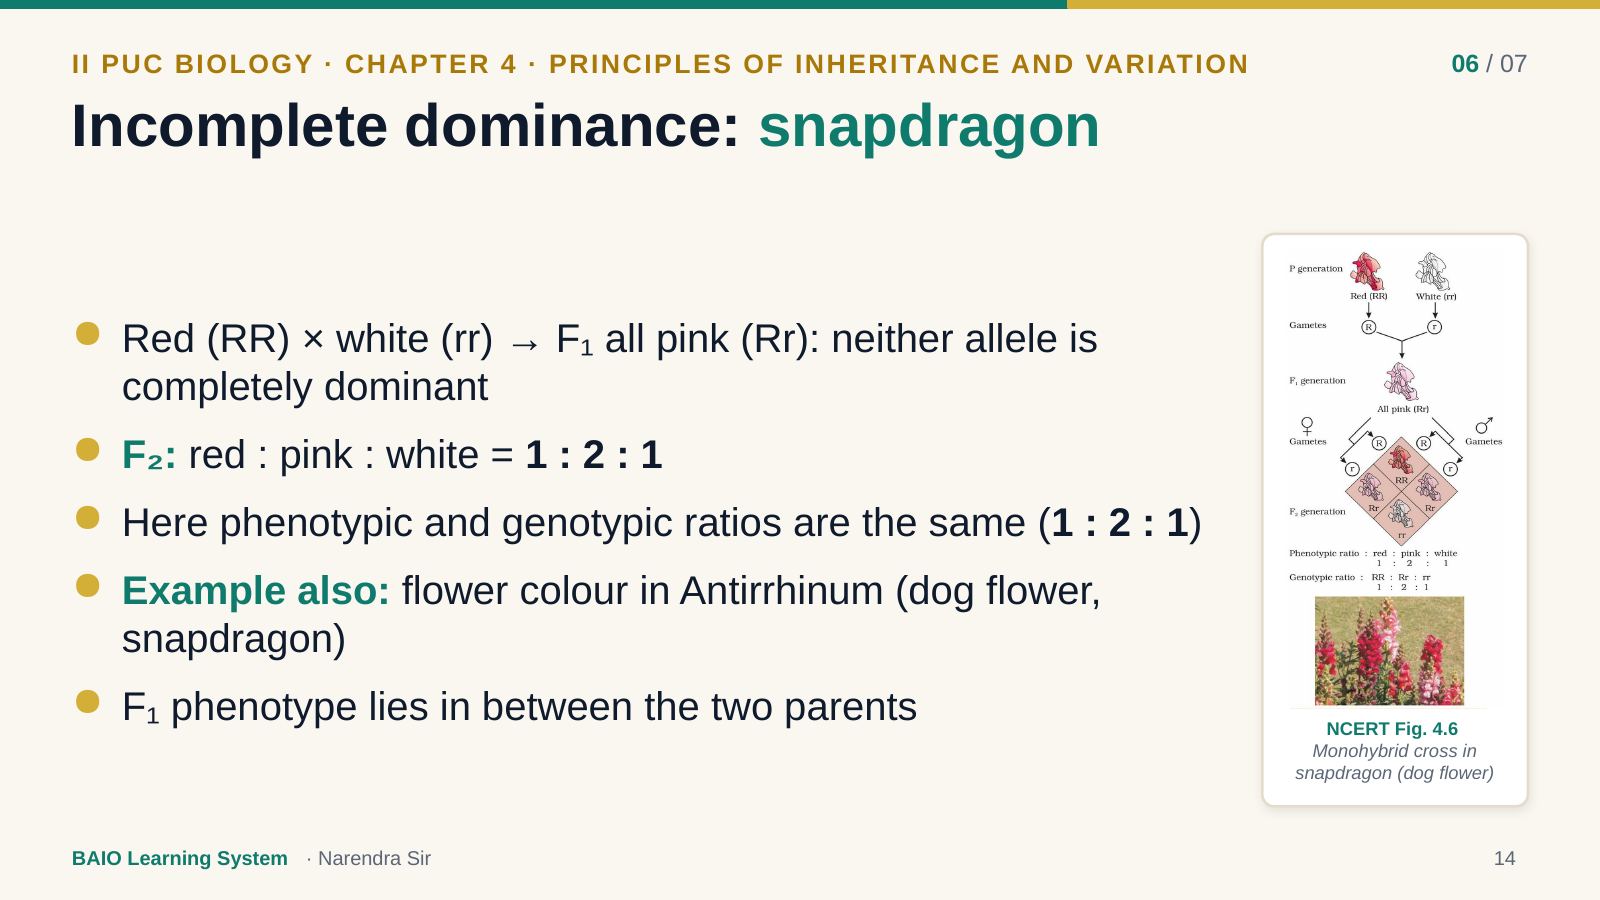 II PUC BIOLOGY · CHAPTER 4 · PRINCIPLES OF INHERITANCE AND VARIATION
06 / 07
Incomplete dominance: snapdragon
Red (RR) × white (rr) → F₁ all pink (Rr): neither allele is
completely dominant
F₂: red : pink : white = 1 : 2 : 1
Here phenotypic and genotypic ratios are the same (1 : 2 : 1)
Example also: flower colour in Antirrhinum (dog flower,
snapdragon)
F₁ phenotype lies in between the two parents
P generation
Red (RR) White (rr)
Gametes R r
F₁ generation
All pink (Rr)
♀ ♂
Gametes R R Gametes
r r
RR
Rr Rr
F₂ generation
rr
Phenotypic ratio : red : pink : white
1 : 2 : 1
Genotypic ratio : RR : Rr : rr
1 : 2 : 1
NCERT Fig. 4.6
Monohybrid cross in
snapdragon (dog flower)
BAIO Learning System · Narendra Sir
14